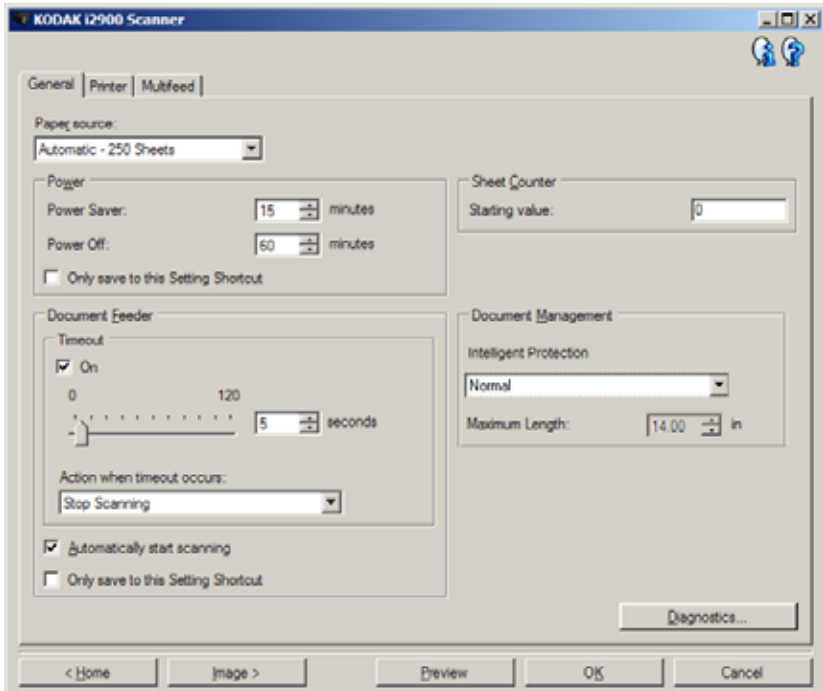 KODAK i2900 Scanner
General Printer Multifeed
Paper source:
Automatic - 250 Sheets
Power
Power Saver: 15 minutes
Power Off: 60 minutes
Only save to this Setting Shortcut
Sheet Counter
Starting value: 0
Document Feeder
Timeout
On
0 120
5 seconds
Action when timeout occurs:
Stop Scanning
Automatically start scanning
Only save to this Setting Shortcut
Document Management
Intelligent Protection
Normal
Maximum Length: 14.00 in
Diagnostics...
< Home Image > Preview OK Cancel